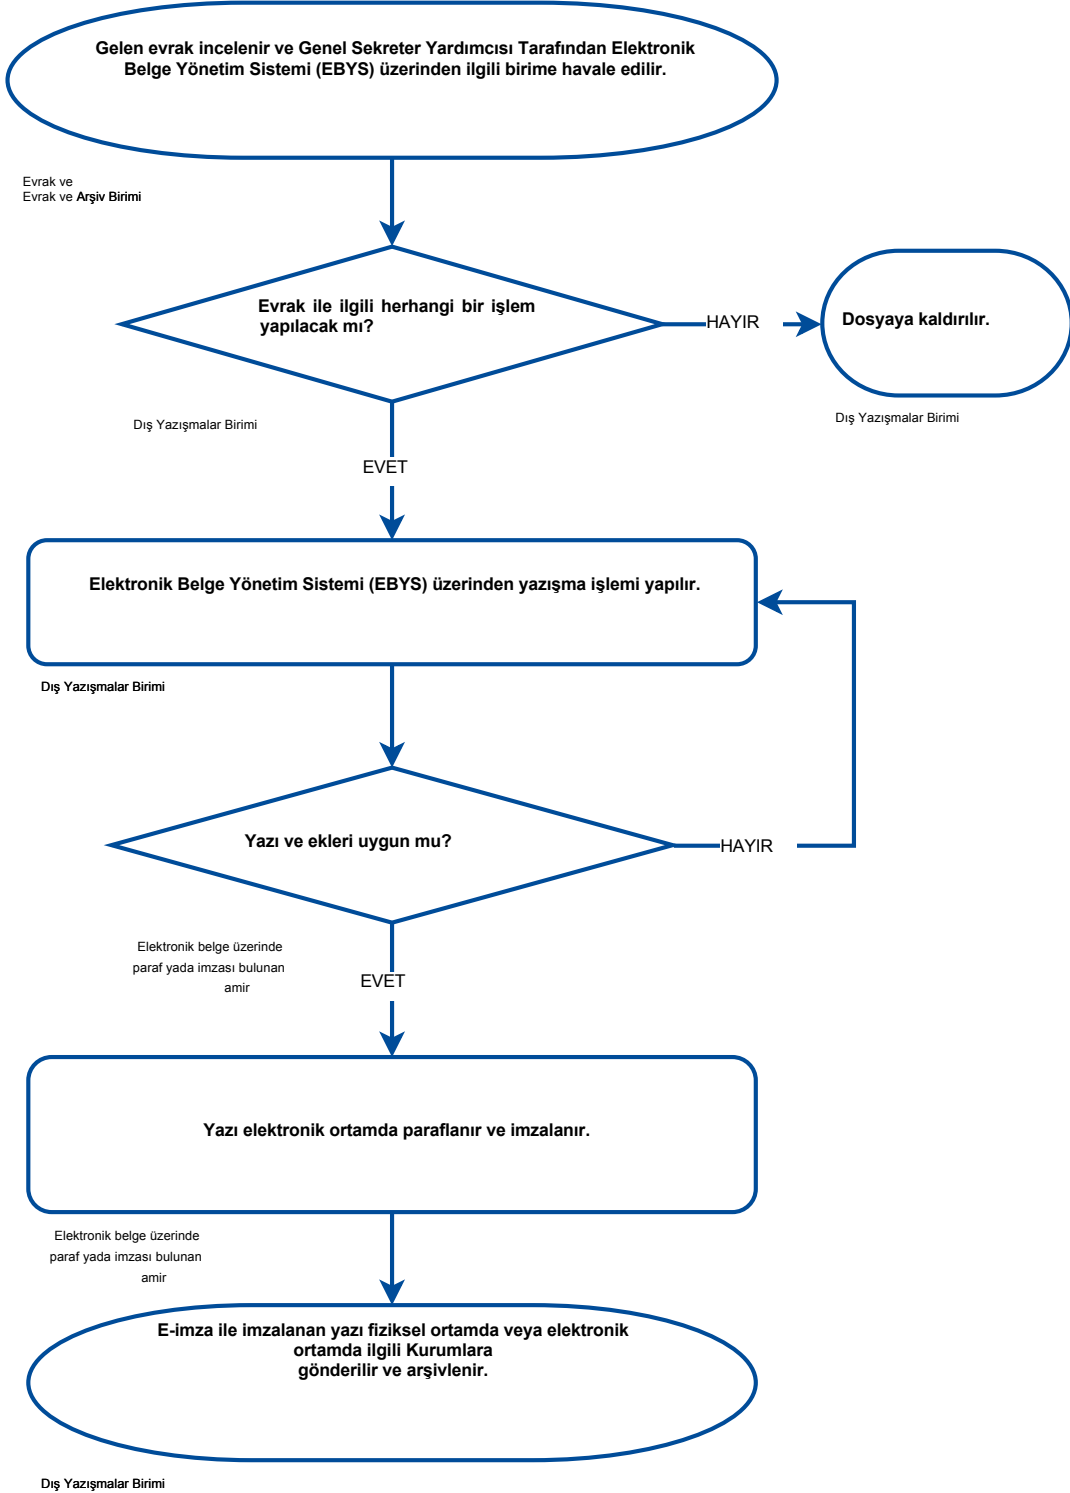 Gelen evrak incelenir ve Genel Sekreter Yardımcısı Tarafından Elektronik
Belge Yönetim Sistemi (EBYS) üzerinden ilgili birime havale edilir.
Evrak ve
Evrak ve Arşiv Birimi
Evrak ile ilgili herhangi bir işlem
yapılacak mı?
HAYIR
Dosyaya kaldırılır.
Dış Yazışmalar Birimi
Dış Yazışmalar Birimi
EVET
Elektronik Belge Yönetim Sistemi (EBYS) üzerinden yazışma işlemi yapılır.
Dış Yazışmalar Birimi
Yazı ve ekleri uygun mu?
HAYIR
Elektronik belge üzerinde
paraf yada imzası bulunan
amir
EVET
Yazı elektronik ortamda paraflanır ve imzalanır.
Elektronik belge üzerinde
paraf yada imzası bulunan
amir
E-imza ile imzalanan yazı fiziksel ortamda veya elektronik
ortamda ilgili Kurumlara
gönderilir ve arşivlenir.
Dış Yazışmalar Birimi